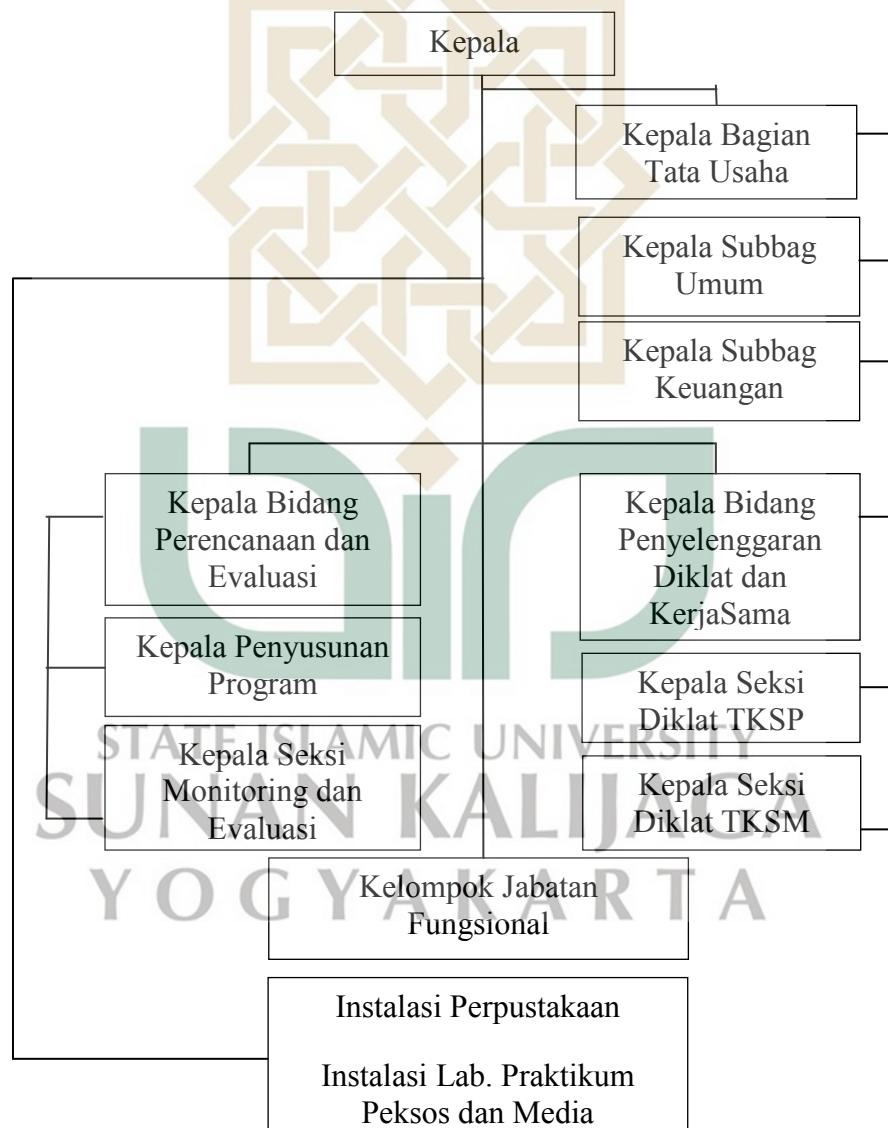 Kepala
Kepala Bagian
Tata Usaha
Kepala Subbag
Umum
Kepala Subbag
Keuangan
Kepala Bidang
Perencanaan dan
Evaluasi
Kepala Penyusunan
Program
Kepala Seksi
Monitoring dan
Evaluasi
Kepala Bidang
Penyelenggaran
Diklat dan
KerjaSama
Kepala Seksi
Diklat TKSP
Kepala Seksi
Diklat TKSM
STATE ISLAMIC UNIVERSITY
SUNAN KALIJAGA
YOGYAKARTA
Kelompok Jabatan
Fungsional
Instalasi Perpustakaan
Instalasi Lab. Praktikum
Peksos dan Media